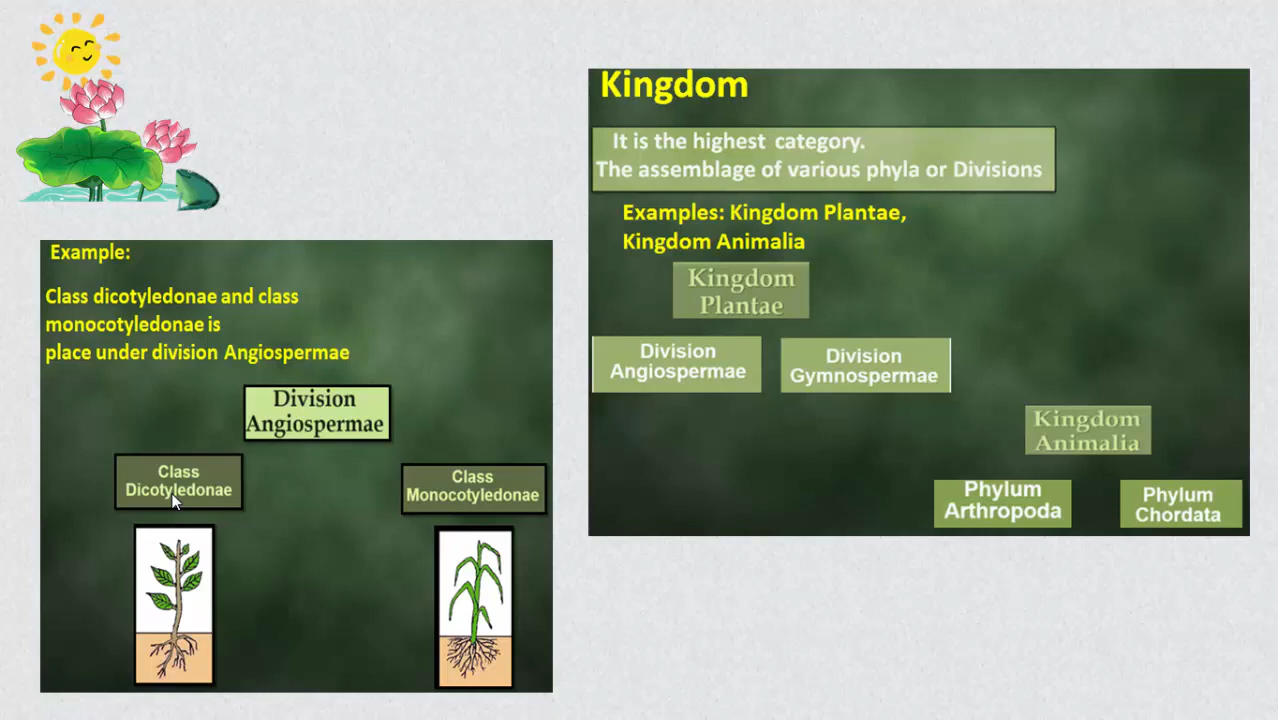 Example:
Class dicotyledonae and class
monocotyledonae is
place under division Angiospermae
Division
Angiospermae
Class
Dicotyledonae
Class
Monocotyledonae
Kingdom
It is the highest category.
The assemblage of various phyla or Divisions
Examples: Kingdom Plantae,
Kingdom Animalia
Kingdom
Plantae
Division
Angiospermae
Division
Gymnospermae
Kingdom
Animalia
Phylum
Arthropoda
Phylum
Chordata